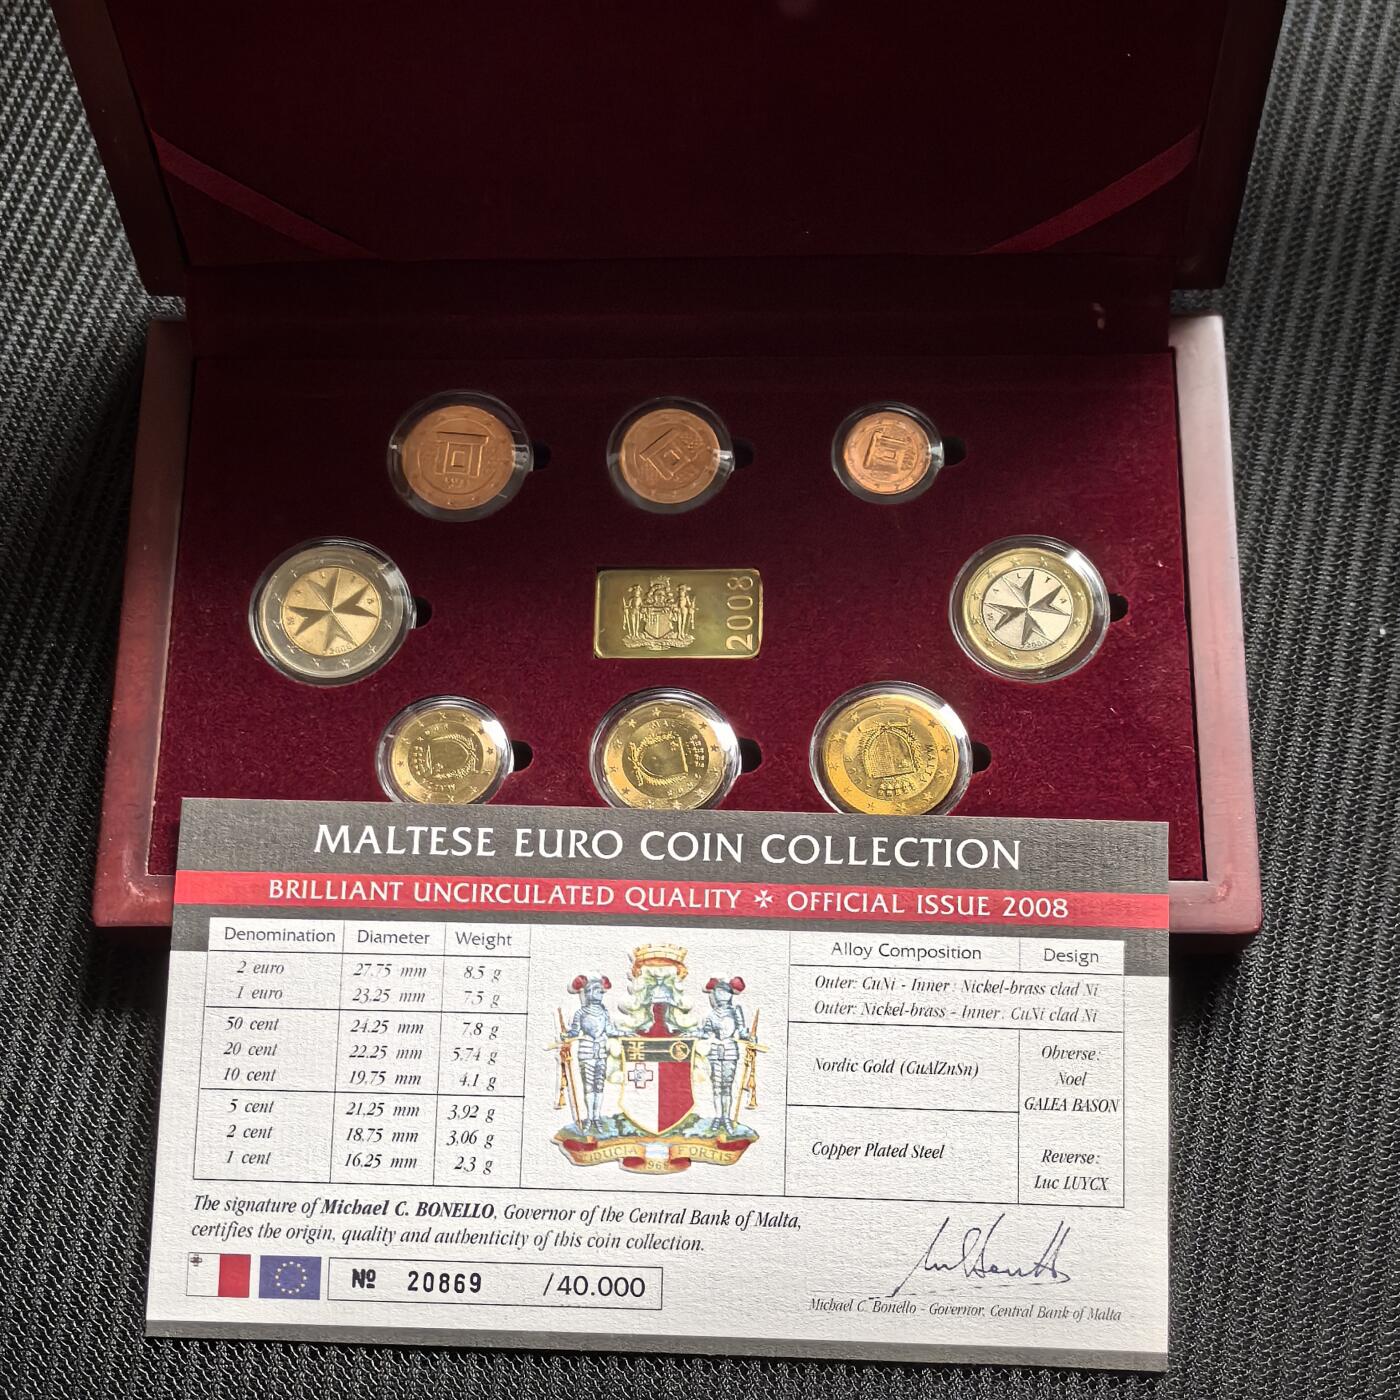 2008
MALTESE EURO COIN COLLECTION
BRILLIANT UNCIRCULATED QUALITY ✠ OFFICIAL ISSUE 2008
Denomination Diameter Weight
2 euro 27.75 mm 8.5 g
1 euro 23.25 mm 7.5 g
50 cent 24.25 mm 7.8 g
20 cent 22.25 mm 5.74 g
10 cent 19,75 mm 4.1 g
5 cent 21,25 mm 3,92 g
2 cent 18.75 mm 3,06 g
1 cent 16.25 mm 2.3 g
FORTIS
Alloy Composition Design
Outer: CuNi - Inner: Nickel-brass clad Ni
Outer: Nickel-brass - Inner: CuNi clad Ni
Nordic Gold (CuAlZnSn)
Copper Plated Steel
Obverse:
Noel
GALEA BASON
Reverse:
Luc LUYCX
The signature of Michael C. BONELLO, Governor of the Central Bank of Malta,
certifies the origin, quality and authenticity of this coin collection.
Nº 20869 /40.000
Michael C. Bonello - Governor, Central Bank of Malta